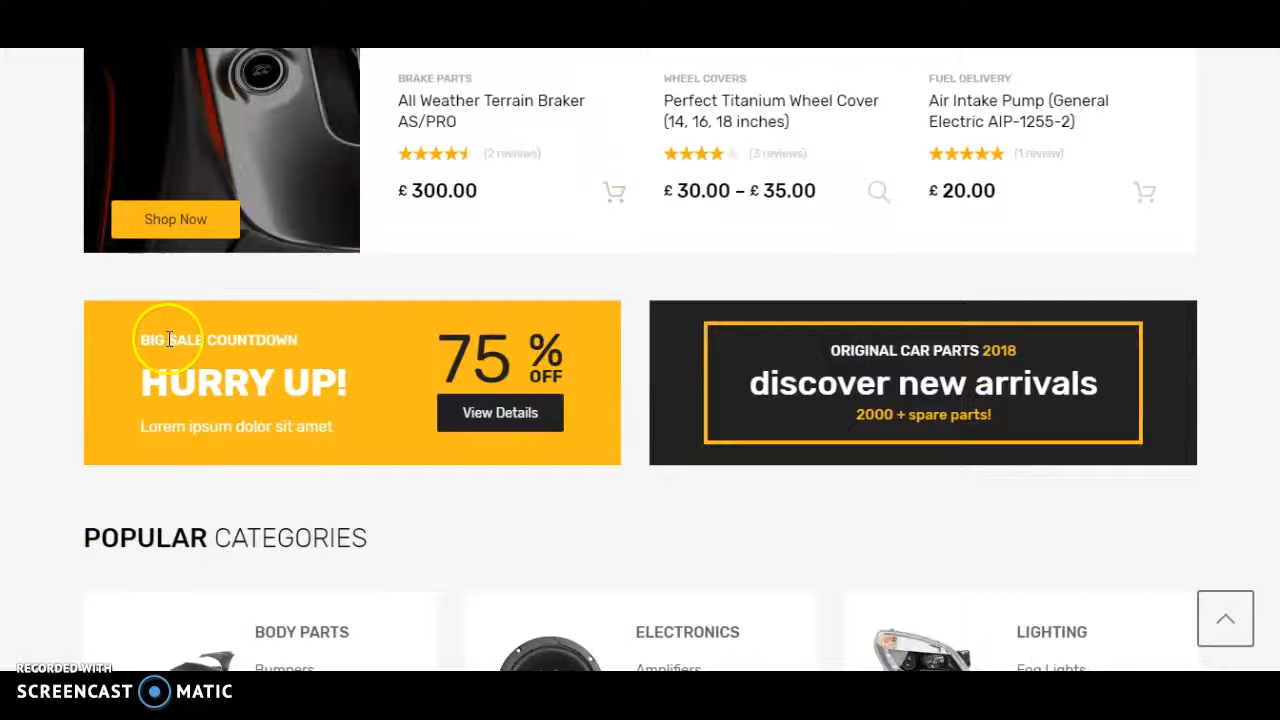 BRAKE PARTS
All Weather Terrain Braker
AS/PRO
(2 reviews)
£ 300.00
WHEEL COVERS
Perfect Titanium Wheel Cover
(14, 16, 18 inches)
(3 reviews)
£ 30.00 – £ 35.00
FUEL DELIVERY
Air Intake Pump (General
Electric AIP-1255-2)
(1 review)
£ 20.00
Shop Now
BIG SALE COUNTDOWN
HURRY UP!
Lorem ipsum dolor sit amet
75 %
OFF
View Details
ORIGINAL CAR PARTS 2018
discover new arrivals
2000 + spare parts!
POPULAR CATEGORIES
BODY PARTS
Bumpers
ELECTRONICS
Amplifiers
LIGHTING
Fog Lights
RECORDED WITH
SCREENCAST MATIC